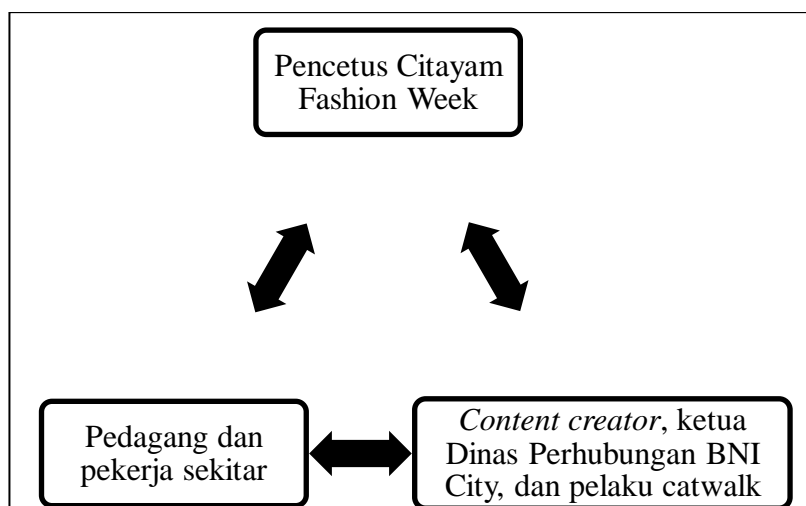 Pencetus Citayam
Fashion Week
Pedagang dan
pekerja sekitar
Content creator, ketua
Dinas Perhubungan BNI
City, dan pelaku catwalk